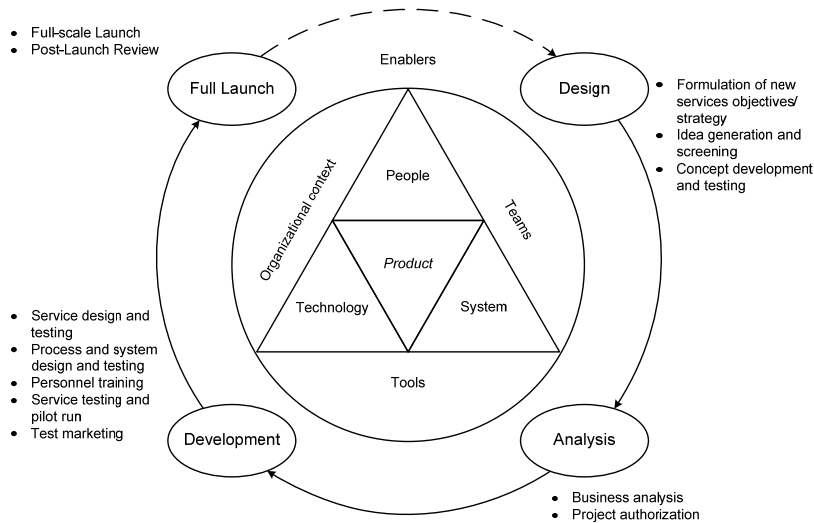 • Full-scale Launch
• Post-Launch Review
Full Launch
Enablers
Design
• Formulation of new
services objectives/
strategy
• Idea generation and
screening
• Concept development
and testing
People
Organizational context
Teams
Product
Technology
System
Tools
• Service design and
testing
• Process and system
design and testing
• Personnel training
• Service testing and
pilot run
• Test marketing
Development
Analysis
• Business analysis
• Project authorization